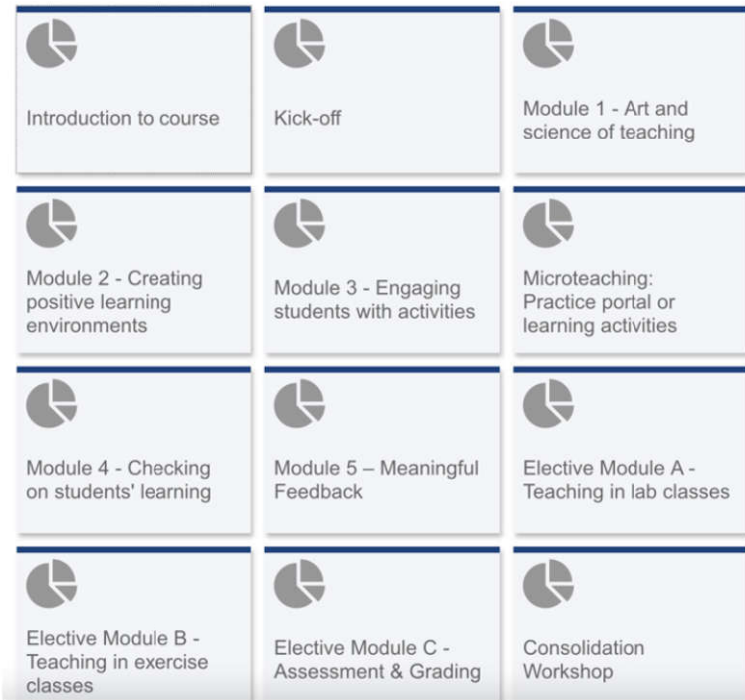 Introduction to course
Kick-off
Module 1 - Art and
science of teaching
Module 2 - Creating
positive learning
environments
Module 3 - Engaging
students with activities
Microteaching:
Practice portal or
learning activities
Module 4 - Checking
on students' learning
Module 5 – Meaningful
Feedback
Elective Module A -
Teaching in lab classes
Elective Module B -
Teaching in exercise
classes
Elective Module C -
Assessment & Grading
Consolidation
Workshop